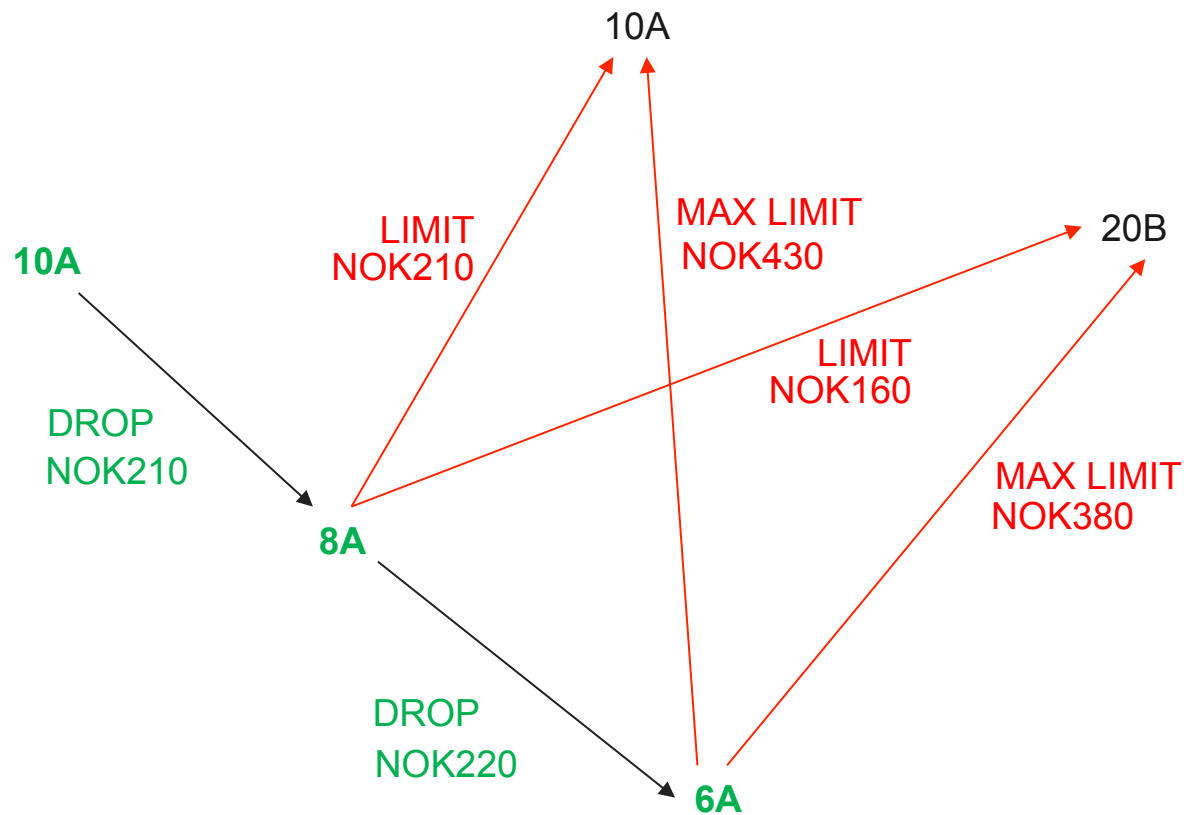 10A
MAX LIMIT
NOK430
LIMIT
NOK210
20B
10A
LIMIT
NOK160
DROP
NOK210
MAX LIMIT
NOK380
8A
DROP
NOK220
6A